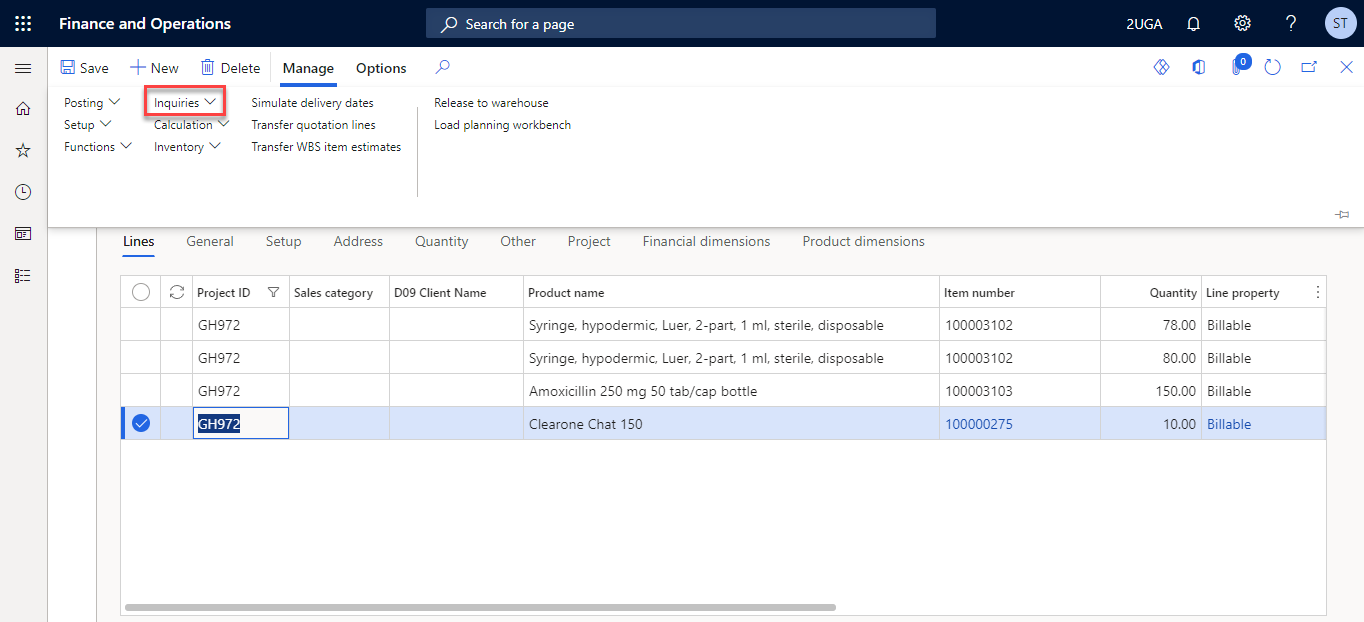 Finance and Operations Search for a page 2UGA ? ST
Save New Delete Manage Options 0
Posting Inquiries Simulate delivery dates Release to warehouse
Setup Calculation Transfer quotation lines Load planning workbench
Functions Inventory Transfer WBS item estimates
Lines General Setup Address Quantity Other Project Financial dimensions Product dimensions
Project ID Sales category D09 Client Name Product name Item number Quantity Line property
GH972 Syringe, hypodermic, Luer, 2-part, 1 ml, sterile, disposable 100003102 78.00 Billable
GH972 Syringe, hypodermic, Luer, 2-part, 1 ml, sterile, disposable 100003102 80.00 Billable
GH972 Amoxicillin 250 mg 50 tab/cap bottle 100003103 150.00 Billable
GH972 Clearone Chat 150 100000275 10.00 Billable